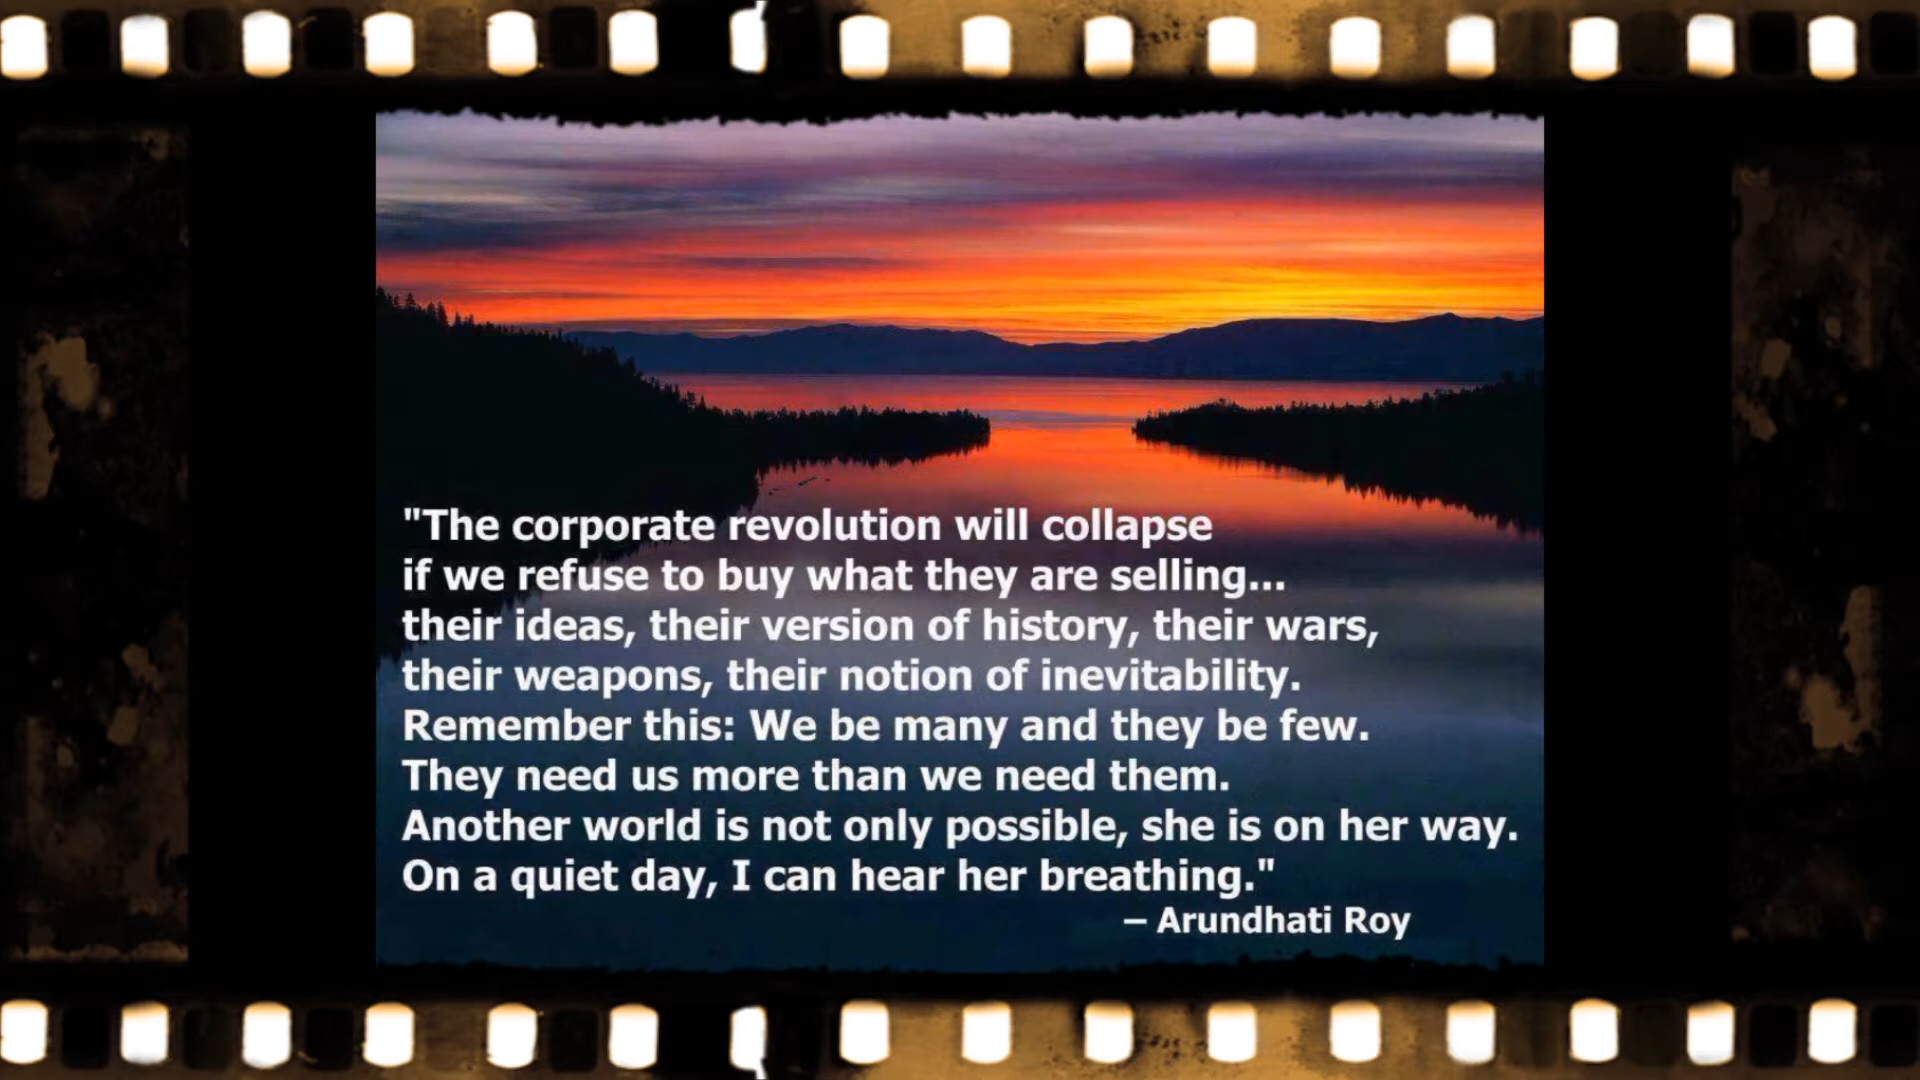 "The corporate revolution will collapse
if we refuse to buy what they are selling...
their ideas, their version of history, their wars,
their weapons, their notion of inevitability.
Remember this: We be many and they be few.
They need us more than we need them.
Another world is not only possible, she is on her way.
On a quiet day, I can hear her breathing."
– Arundhati Roy